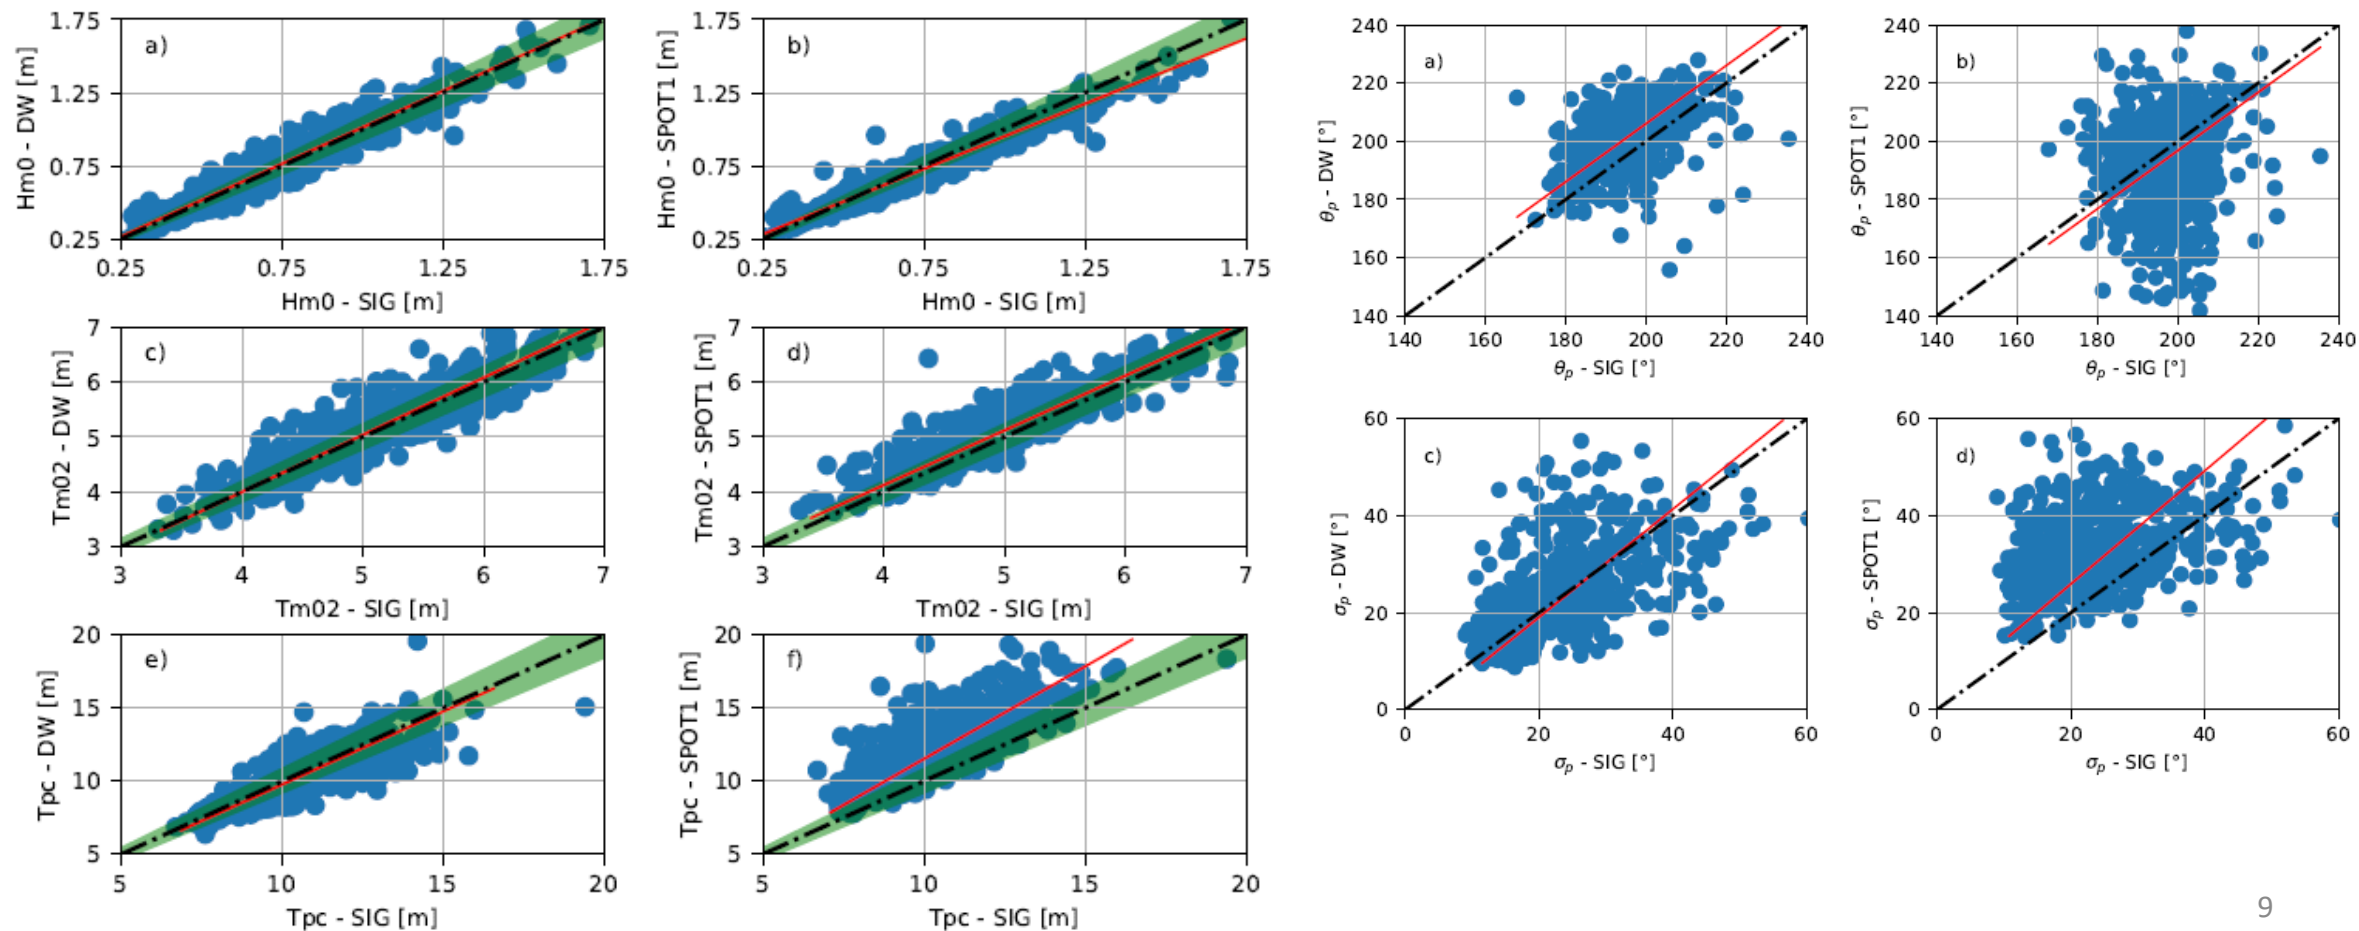 a)
1.75
1.25
0.75
0.25
Hm0 - DW [m]
0.25 0.75 1.25 1.75
Hm0 - SIG [m]
b)
1.75
1.25
0.75
0.25
Hm0 - SPOT1 [m]
0.25 0.75 1.25 1.75
Hm0 - SIG [m]
c)
7
6
5
4
3
Tm02 - DW [m]
3 4 5 6 7
Tm02 - SIG [m]
d)
7
6
5
4
3
Tm02 - SPOT1 [m]
3 4 5 6 7
Tm02 - SIG [m]
e)
20
15
10
5
Tpc - DW [m]
5 10 15 20
Tpc - SIG [m]
f)
20
15
10
5
Tpc - SPOT1 [m]
5 10 15 20
Tpc - SIG [m]
a)
240
220
200
180
160
140
θp - DW [°]
140 160 180 200 220 240
θp - SIG [°]
b)
240
220
200
180
160
140
θp - SPOT1 [°]
140 160 180 200 220 240
θp - SIG [°]
c)
60
40
20
0
σp - DW [°]
0 20 40 60
σp - SIG [°]
d)
60
40
20
0
σp - SPOT1 [°]
0 20 40 60
σp - SIG [°]
9